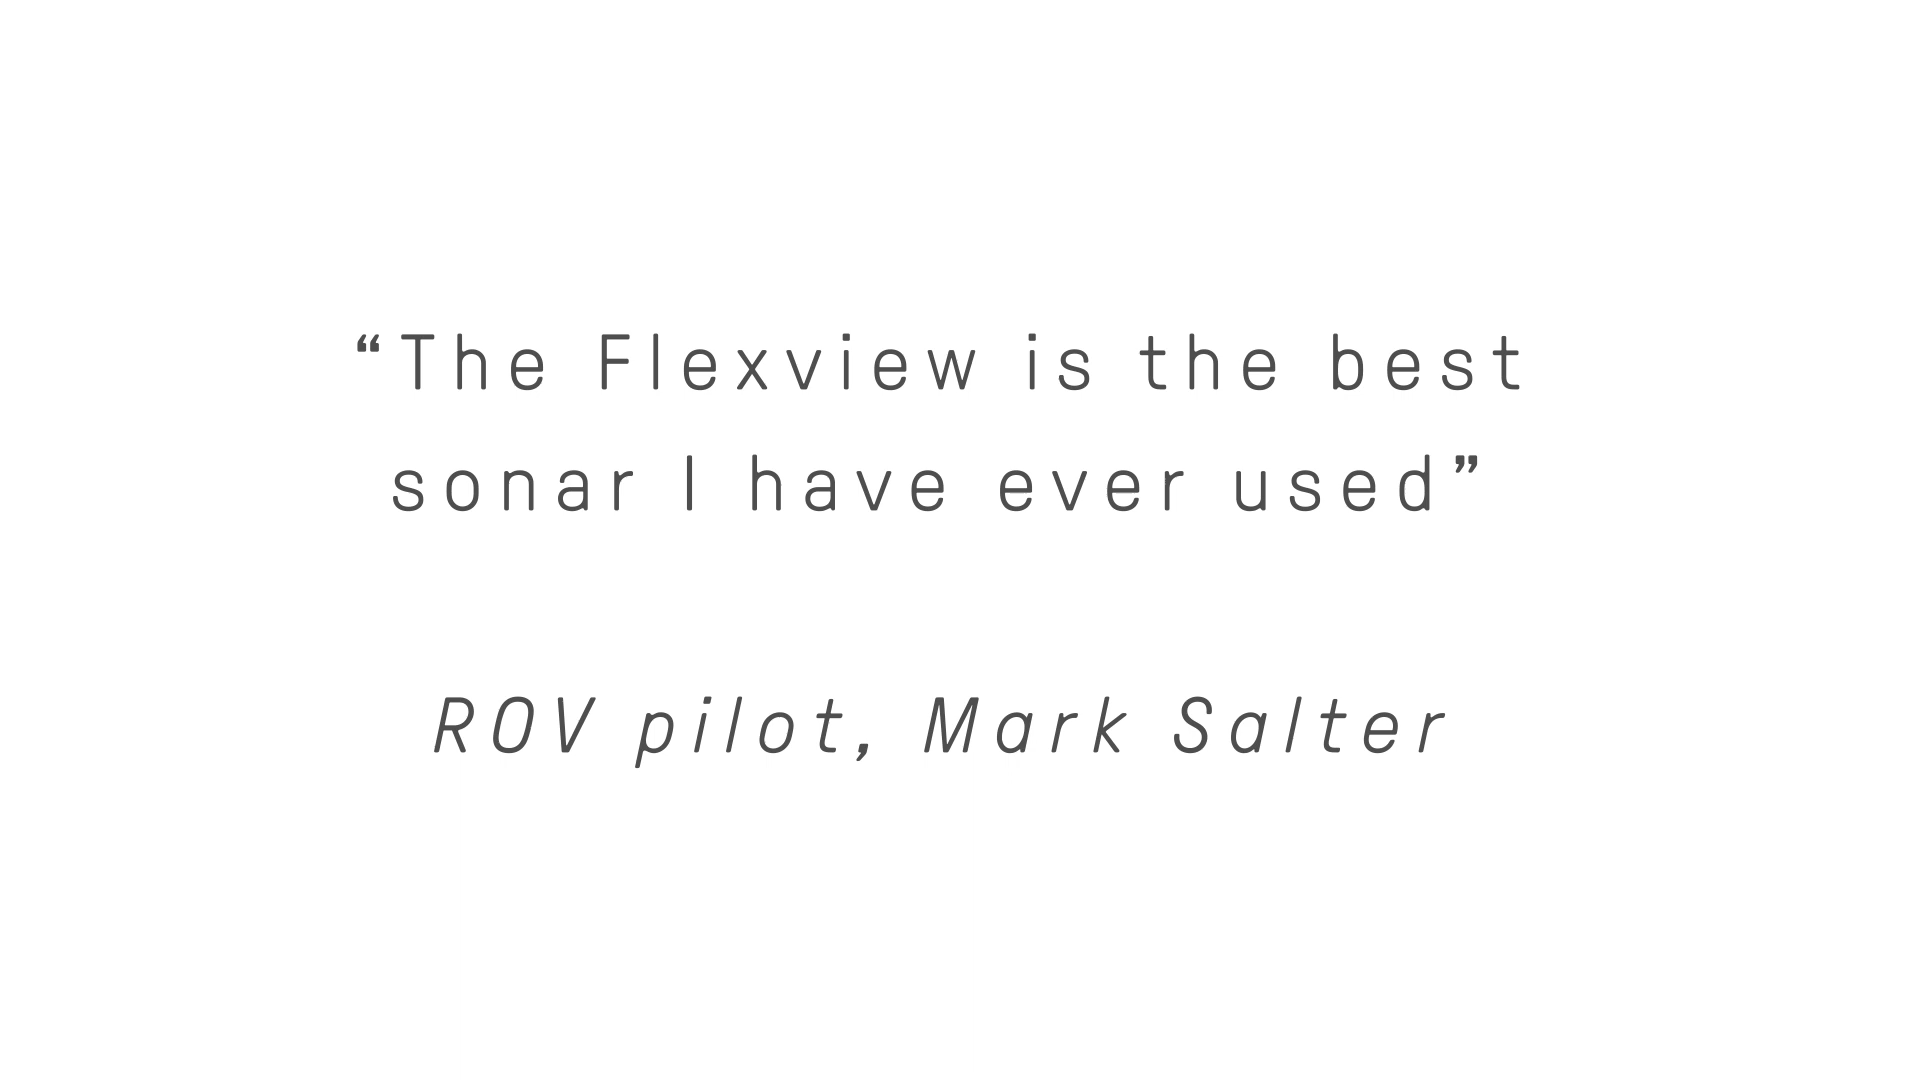 “The Flexview is the best
sonar I have ever used”
ROV pilot, Mark Salter